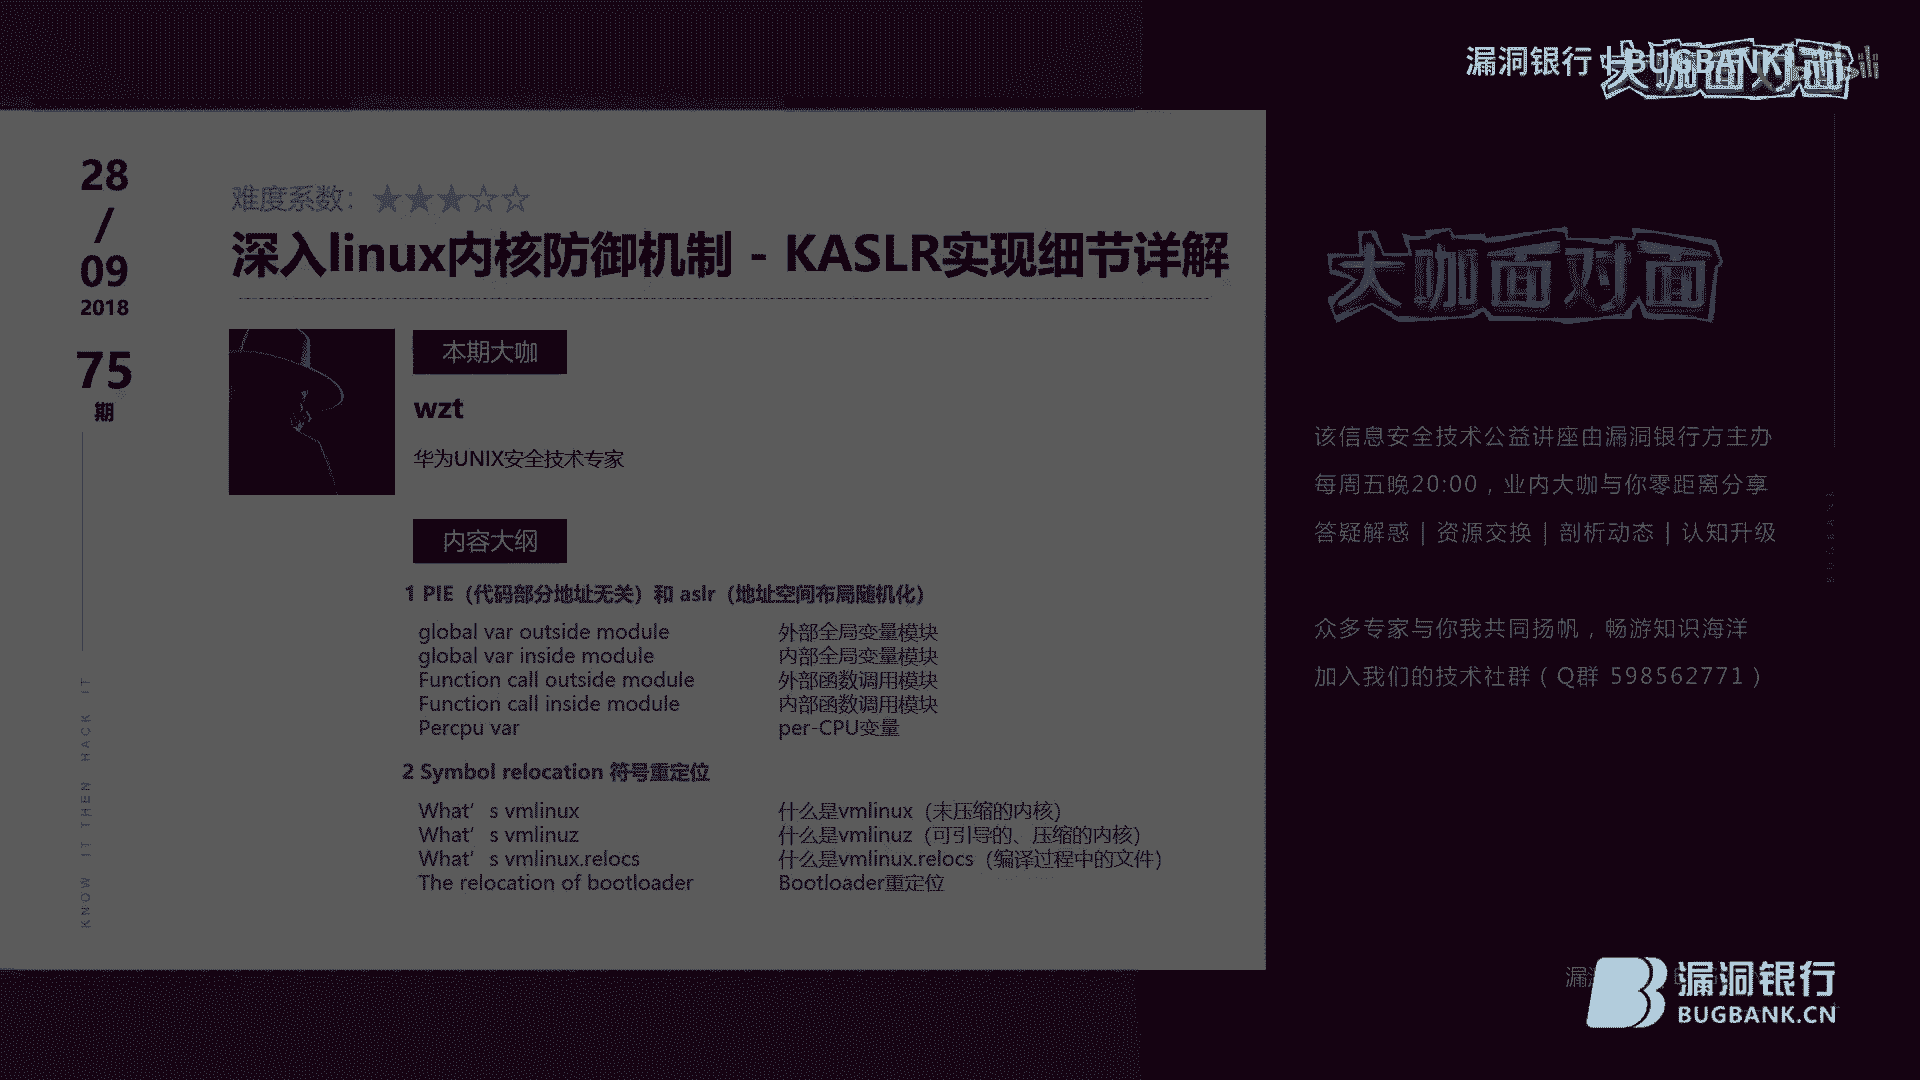 漏洞银行
BUGBANK
大咖面对面
28
/
09
2018
75
期
KNOW IT THEN HACK IT
难度系数：★★★☆☆
深入linux内核防御机制 - KASLR实现细节详解
本期大咖
wzt
华为UNIX安全技术专家
内容大纲
1 PIE（代码部分地址无关）和 aslr（地址空间布局随机化）
global var outside module 外部全局变量模块
global var inside module 内部全局变量模块
Function call outside module 外部函数调用模块
Function call inside module 内部函数调用模块
Percpu var per-CPU变量
2 Symbol relocation 符号重定位
What’s vmlinux 什么是vmlinux（未压缩的内核）
What’s vmlinuz 什么是vmlinuz（可引导的、压缩的内核）
What’s vmlinux.relocs 什么是vmlinux.relocs（编译过程中的文件）
The relocation of bootloader Bootloader重定位
大咖面对面
该信息安全技术公益讲座由漏洞银行方主办
每周五晚20:00，业内大咖与你零距离分享
答疑解惑 | 资源交换 | 剖析动态 | 认知升级
众多专家与你我共同扬帆，畅游知识海洋
加入我们的技术社群（Q群 598562771）
漏洞银行
BUGBANK.CN